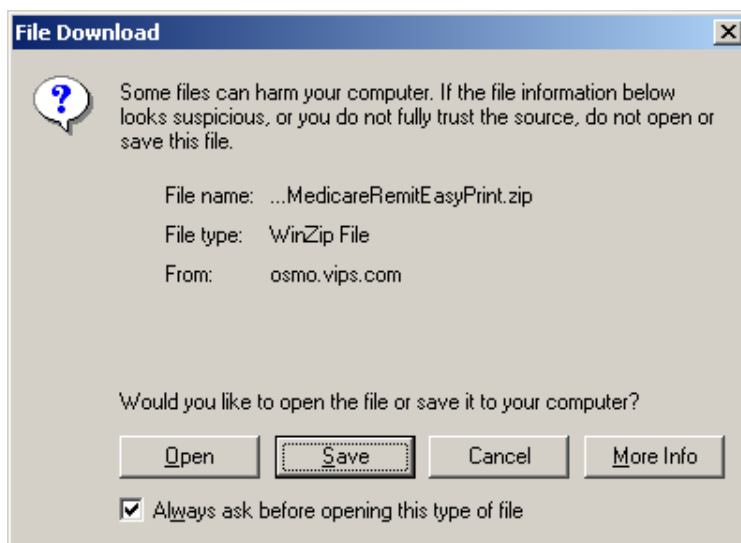 File Download
?
Some files can harm your computer. If the file information below
looks suspicious, or you do not fully trust the source, do not open or
save this file.
File name: ...MedicareRemitEasyPrint.zip
File type: WinZip File
From: osmo.vips.com
Would you like to open the file or save it to your computer?
Open Save Cancel More Info
Always ask before opening this type of file